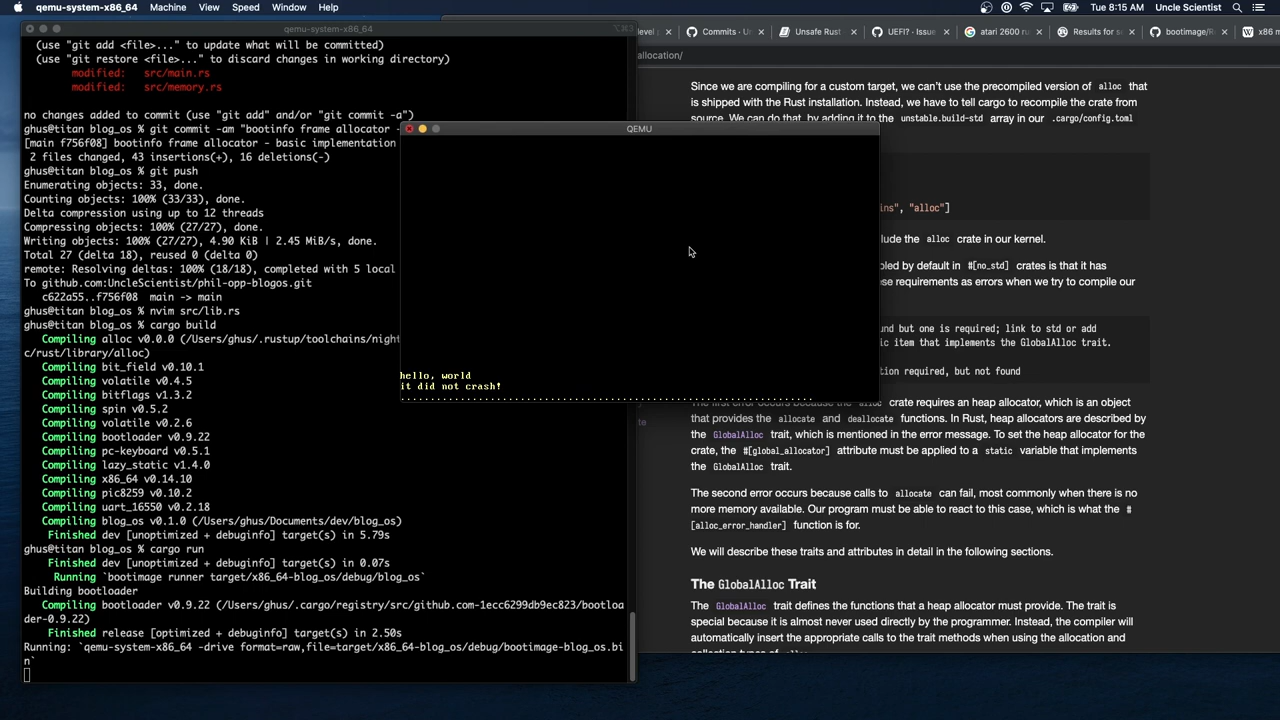 qemu-system-x86_64 Machine View Speed Window Help
Tue 8:15 AM Uncle Scientist
qemu-system-x86_64
⌥⌘3
(use "git add <file>..." to update what will be committed)
(use "git restore <file>..." to discard changes in working directory)
modified: src/main.rs
modified: src/memory.rs
no changes added to commit (use "git add" and/or "git commit -a")
ghus@titan blog_os % git commit -am "bootinfo frame allocator -
[main f756f08] bootinfo frame allocator - basic implementation
2 files changed, 43 insertions(+), 16 deletions(-)
ghus@titan blog_os % git push
Enumerating objects: 33, done.
Counting objects: 100% (33/33), done.
Delta compression using up to 12 threads
Compressing objects: 100% (27/27), done.
Writing objects: 100% (27/27), 4.90 KiB | 2.45 MiB/s, done.
Total 27 (delta 18), reused 0 (delta 0)
remote: Resolving deltas: 100% (18/18), completed with 5 local
To github.com:UncleScientist/phil-opp-blogos.git
c622a55..f756f08 main -> main
ghus@titan blog_os % nvim src/lib.rs
ghus@titan blog_os % cargo build
Compiling alloc v0.0.0 (/Users/ghus/.rustup/toolchains/night
c/rust/library/alloc)
Compiling bit_field v0.10.1
Compiling volatile v0.4.5
Compiling bitflags v1.3.2
Compiling spin v0.5.2
Compiling volatile v0.2.6
Compiling bootloader v0.9.22
Compiling pc-keyboard v0.5.1
Compiling lazy_static v1.4.0
Compiling x86_64 v0.14.10
Compiling pic8259 v0.10.2
Compiling uart_16550 v0.2.18
Compiling blog_os v0.1.0 (/Users/ghus/Documents/dev/blog_os)
Finished dev [unoptimized + debuginfo] target(s) in 5.79s
ghus@titan blog_os % cargo run
Finished dev [unoptimized + debuginfo] target(s) in 0.07s
Running `bootimage runner target/x86_64-blog_os/debug/blog_os`
Building bootloader
Compiling bootloader v0.9.22 (/Users/ghus/.cargo/registry/src/github.com-1ecc6299db9ec823/bootloa
der-0.9.22)
Finished release [optimized + debuginfo] target(s) in 2.50s
Running: `qemu-system-x86_64 -drive format=raw,file=target/x86_64-blog_os/debug/bootimage-blog_os.bi
n`
QEMU
hello, world
it did not crash!
................................................................................
level Commits · Un Unsafe Rust UEFI? · Issue atari 2600 ru Results for s bootimage/R x86 m
allocation/
Since we are compiling for a custom target, we can't use the precompiled version of alloc that
is shipped with the Rust installation. Instead, we have to tell cargo to recompile the crate from
source. We can do that, by adding it to the unstable.build-std array in our .cargo/config.toml
ins", "alloc"]
lude the alloc crate in our kernel.
bled by default in #[no_std] crates is that it has
se requirements as errors when we try to compile our
und but one is required; link to std or add
ic item that implements the GlobalAlloc trait.
tion required, but not found
The first error occurs because the alloc crate requires an heap allocator, which is an object
that provides the allocate and deallocate functions. In Rust, heap allocators are described by
the GlobalAlloc trait, which is mentioned in the error message. To set the heap allocator for the
crate, the #[global_allocator] attribute must be applied to a static variable that implements
the GlobalAlloc trait.
The second error occurs because calls to allocate can fail, most commonly when there is no
more memory available. Our program must be able to react to this case, which is what the #
[alloc_error_handler] function is for.
We will describe these traits and attributes in detail in the following sections.
The GlobalAlloc Trait
The GlobalAlloc trait defines the functions that a heap allocator must provide. The trait is
special because it is almost never used directly by the programmer. Instead, the compiler will
automatically insert the appropriate calls to the trait methods when using the allocation and
collection types of alloc.